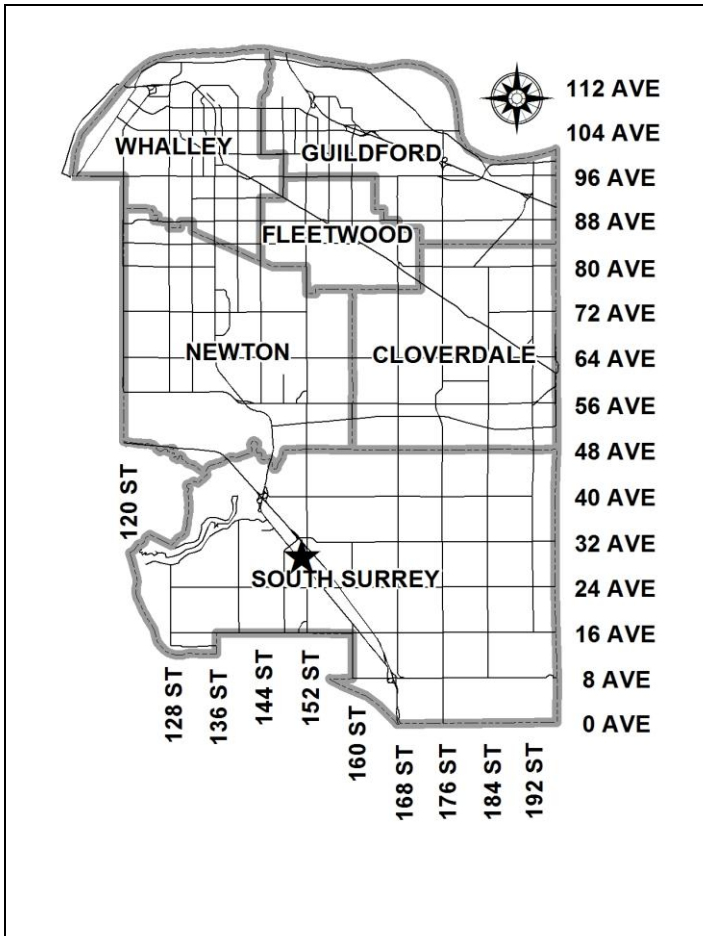 112 AVE
104 AVE
WHALLEY
GUILDFORD
96 AVE
88 AVE
FLEETWOOD
80 AVE
72 AVE
NEWTON
CLOVERDALE
64 AVE
56 AVE
48 AVE
120 ST
40 AVE
32 AVE
SOUTH SURREY
24 AVE
16 AVE
128 ST
136 ST
144 ST
152 ST
160 ST
168 ST
176 ST
184 ST
192 ST
8 AVE
0 AVE